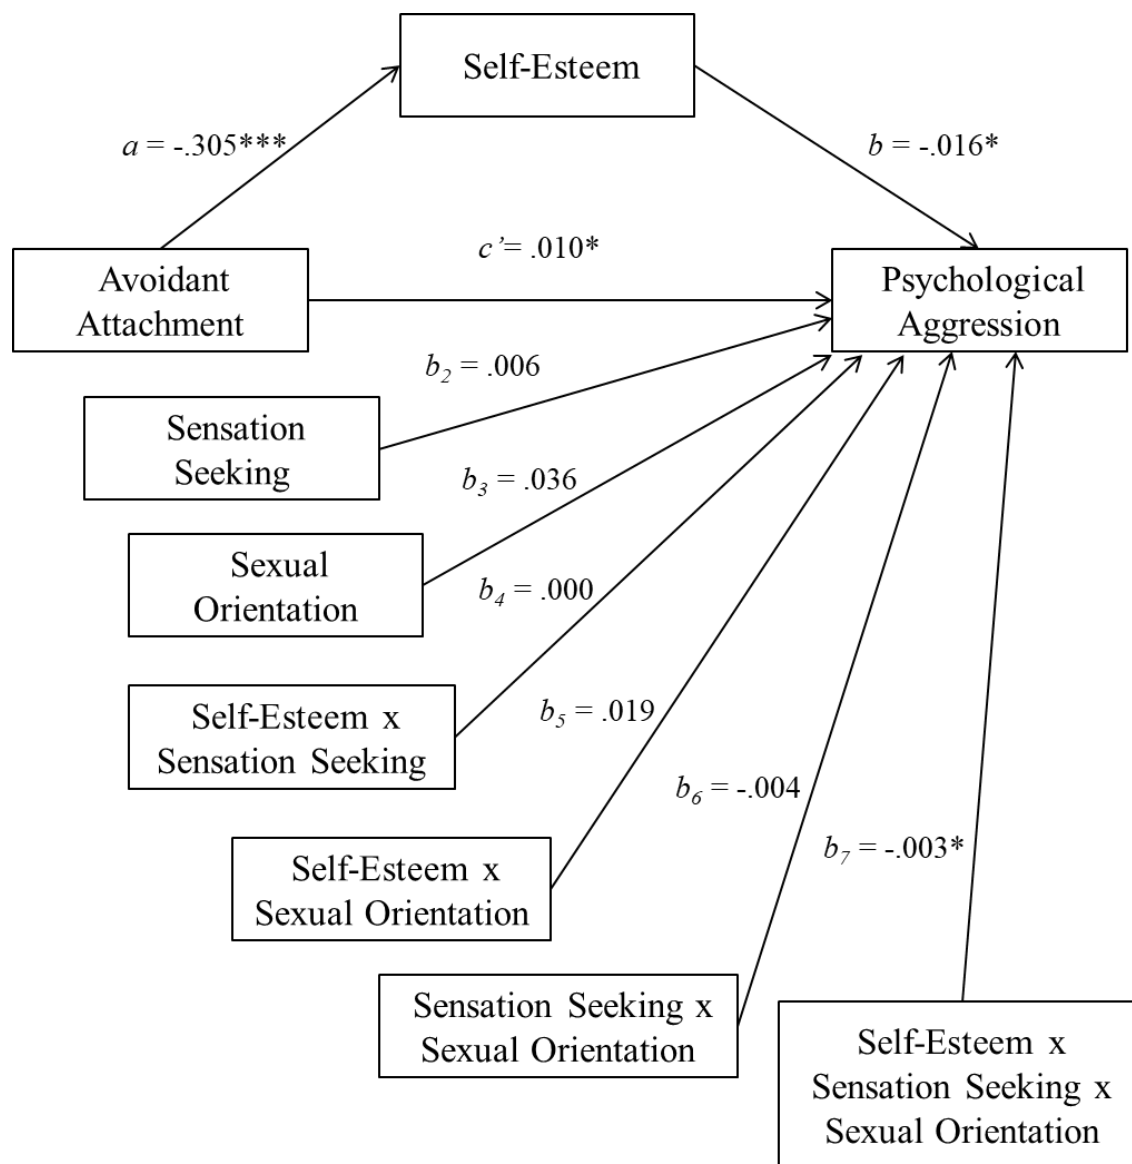 Self-Esteem
a = -.305***
b = -.016*
c’= .010*
Avoidant
Attachment
Psychological
Aggression
b2 = .006
Sensation
Seeking
b3 = .036
Sexual
Orientation
b4 = .000
Self-Esteem x
Sensation Seeking
b5 = .019
b6 = -.004
b7 = -.003*
Self-Esteem x
Sexual Orientation
Sensation Seeking x
Sexual Orientation
Self-Esteem x
Sensation Seeking x
Sexual Orientation